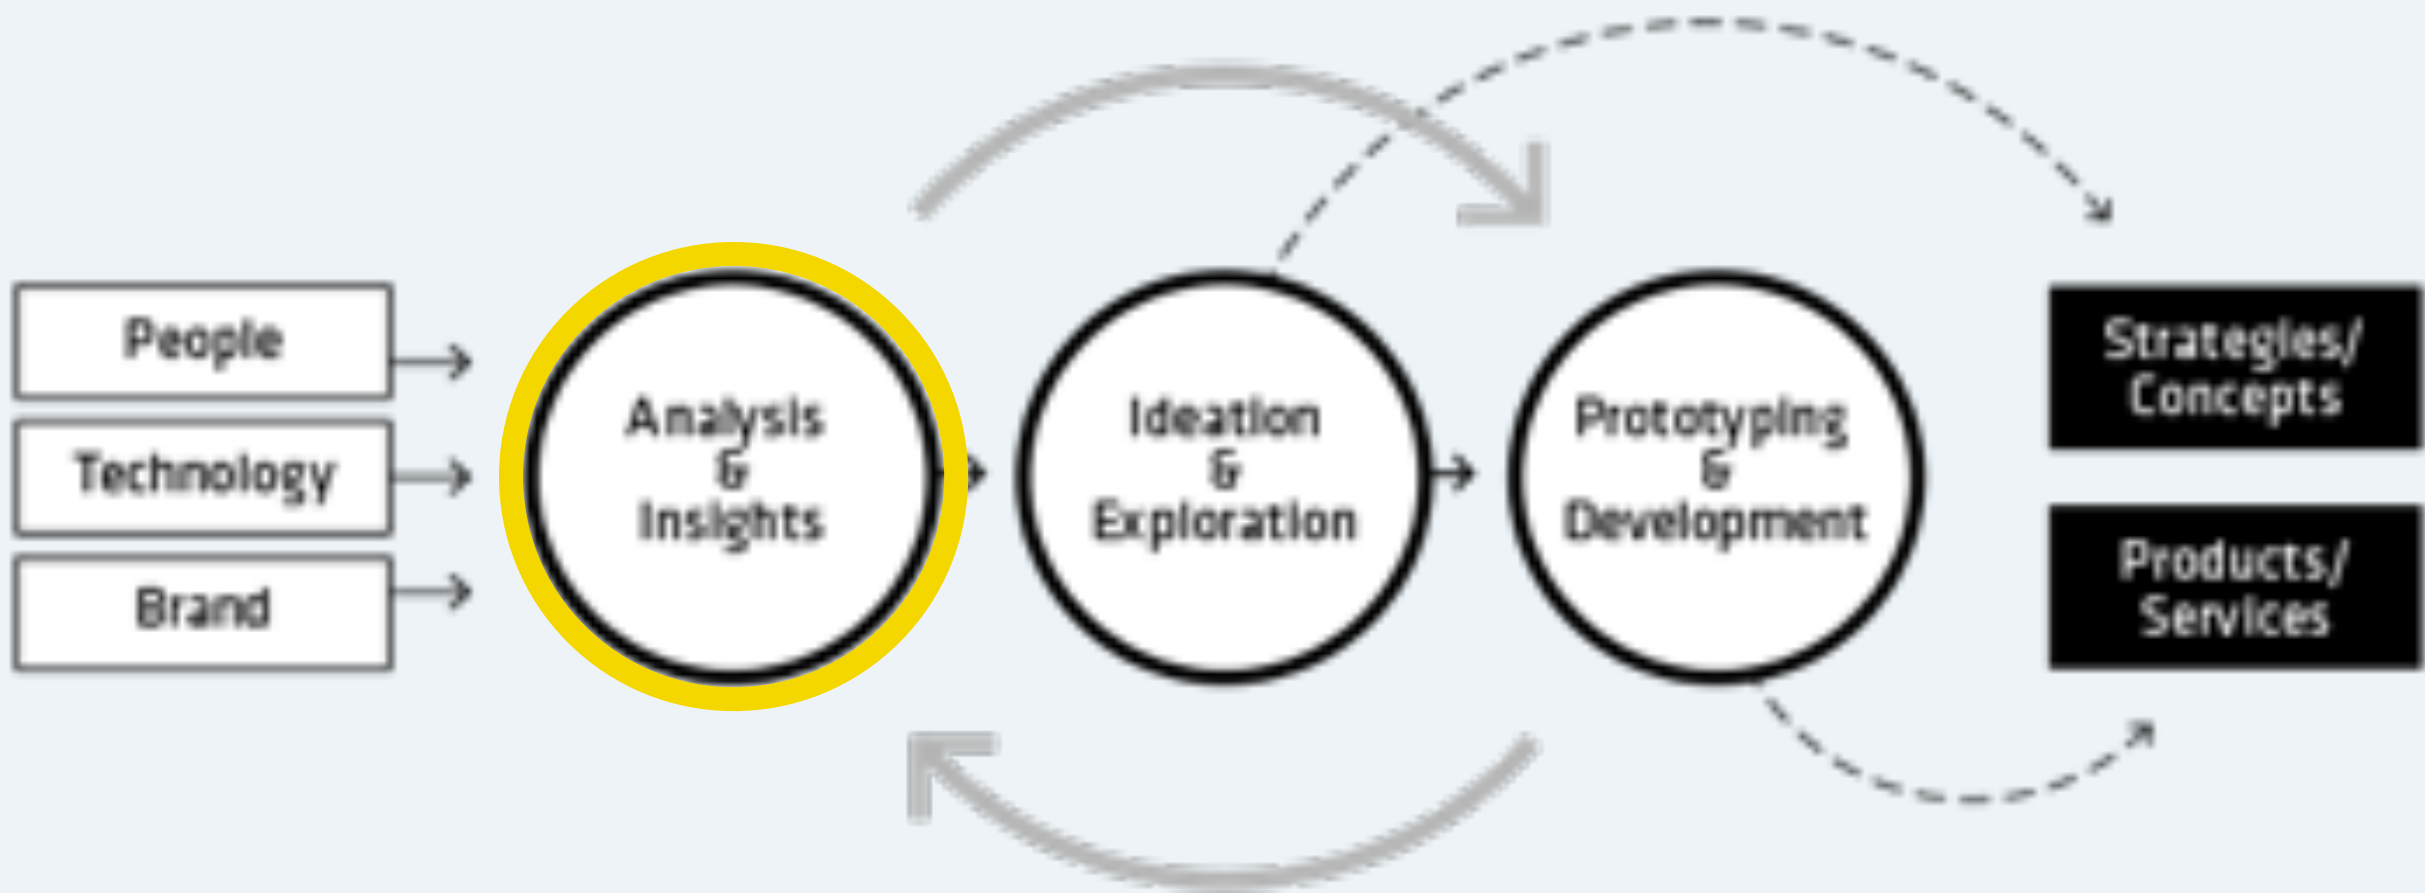 People
Technology
Brand
Analysis
&
Insights
Ideation
&
Exploration
Prototyping
&
Development
Strategies/
Concepts
Products/
Services